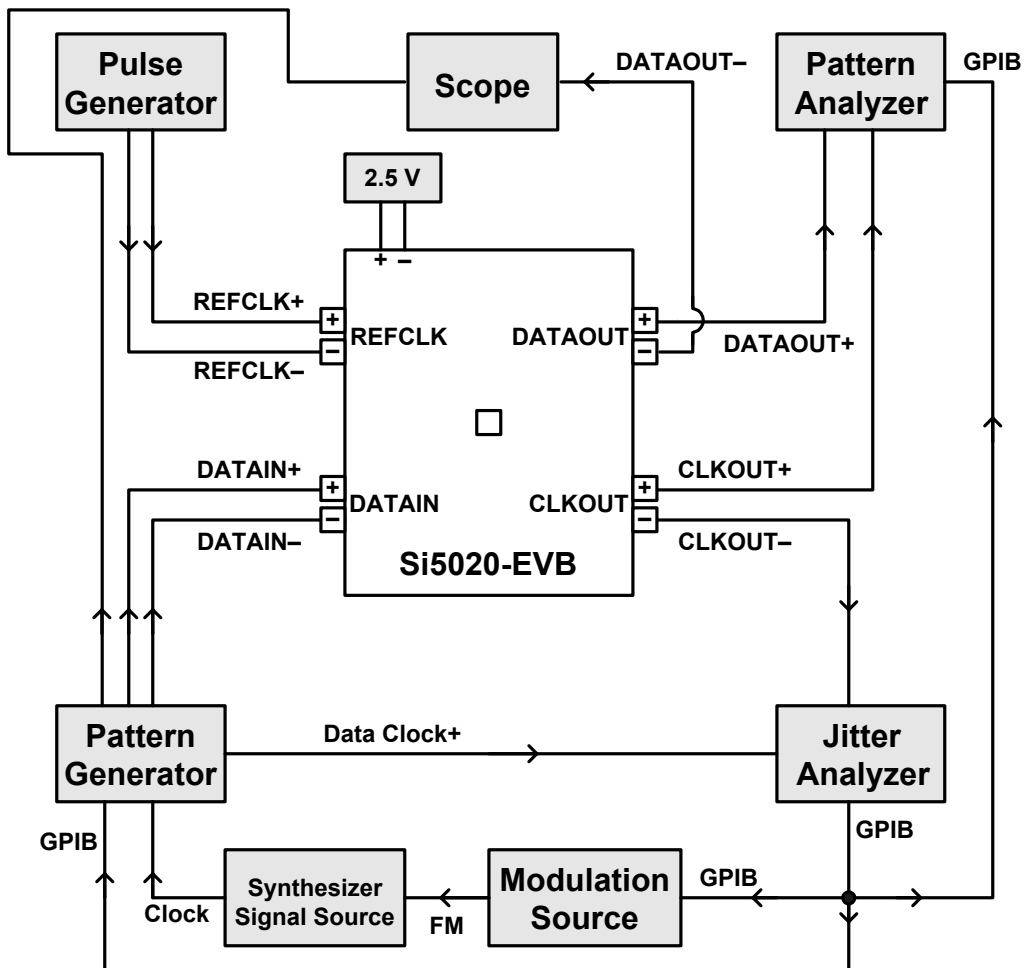 Pulse
Generator
Scope
DATAOUT–
Pattern
Analyzer
GPIB
2.5 V
+ –
REFCLK+
+
REFCLK
–
REFCLK–
DATAOUT
+
–
DATAOUT+
DATAIN+
+
DATAIN
–
DATAIN–
CLKOUT+
+
CLKOUT
–
CLKOUT–
Si5020-EVB
Pattern
Generator
Data Clock+
Jitter
Analyzer
GPIB
GPIB
Clock
Synthesizer
Signal Source
FM
Modulation
Source
GPIB